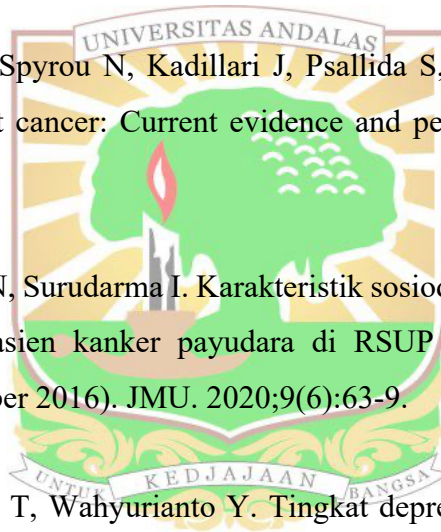 UNIVERSITAS ANDALAS
Spyrou N, Kadillari J, Psallida S,
t cancer: Current evidence and pe
N, Surudarma I. Karakteristik sosiod
asien kanker payudara di RSUP
ber 2016). JMU. 2020;9(6):63-9.
UNTUK KEDJAJAAN BANGSA
T, Wahyurianto Y. Tingkat depra